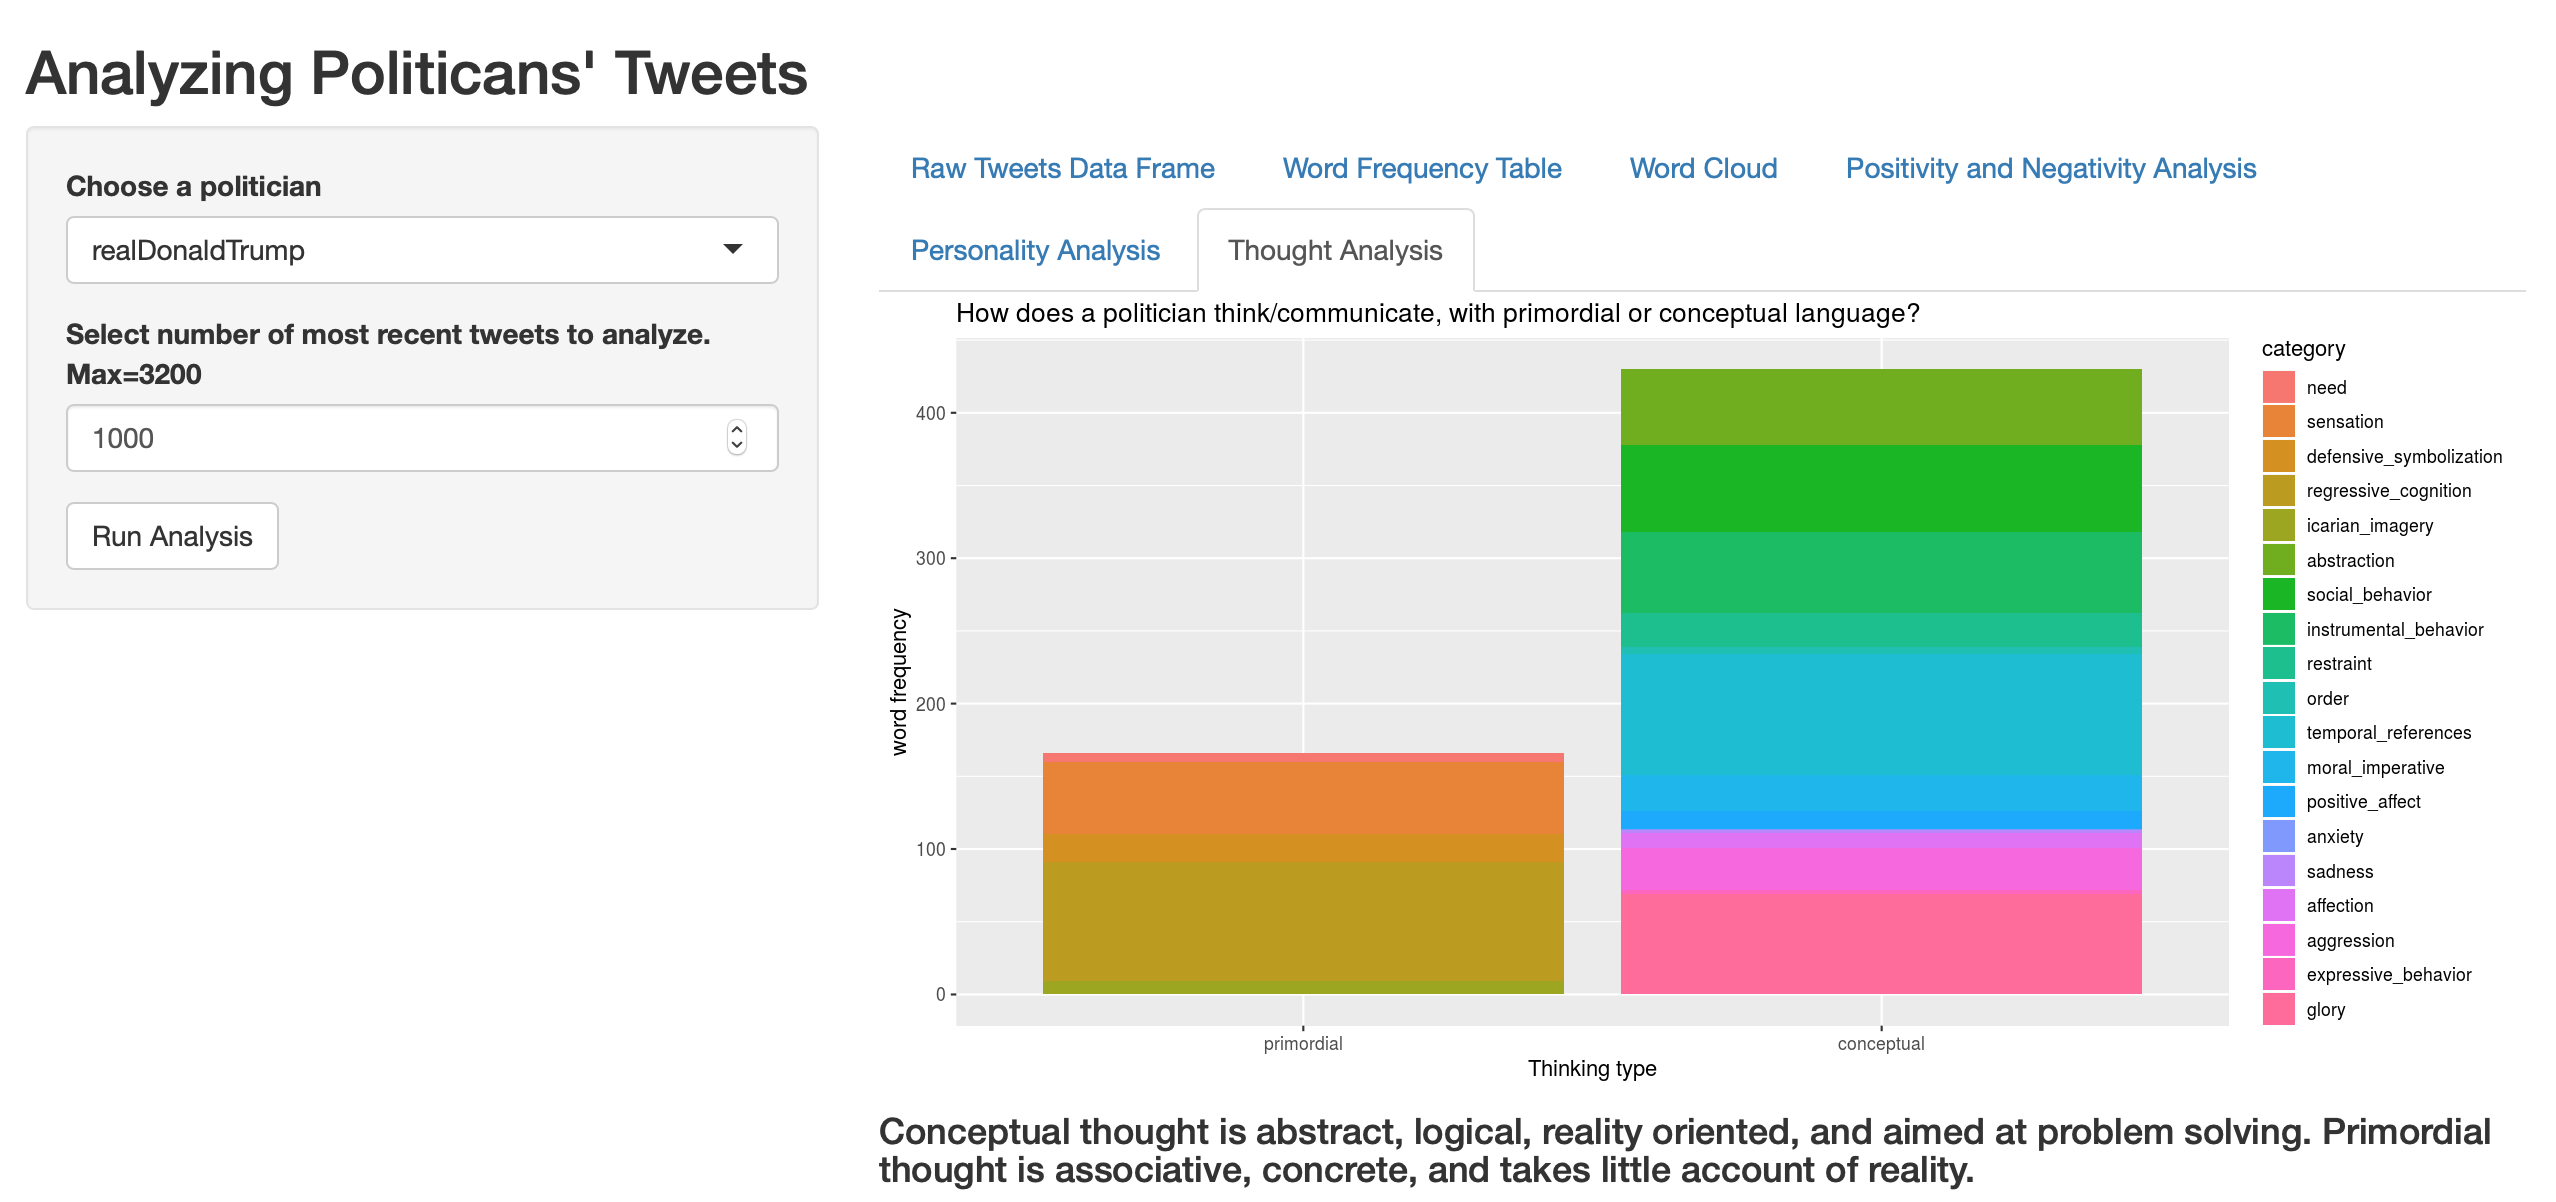 Analyzing Politicans' Tweets
Choose a politician
realDonaldTrump
Select number of most recent tweets to analyze.
Max=3200
1000
Run Analysis
Raw Tweets Data Frame
Word Frequency Table
Word Cloud
Positivity and Negativity Analysis
Personality Analysis
Thought Analysis
How does a politician think/communicate, with primordial or conceptual language?
word frequency
400
300
200
100
0
primordial
conceptual
Thinking type
category
need
sensation
defensive_symbolization
regressive_cognition
icarian_imagery
abstraction
social_behavior
instrumental_behavior
restraint
order
temporal_references
moral_imperative
positive_affect
anxiety
sadness
affection
aggression
expressive_behavior
glory
Conceptual thought is abstract, logical, reality oriented, and aimed at problem solving. Primordial
thought is associative, concrete, and takes little account of reality.